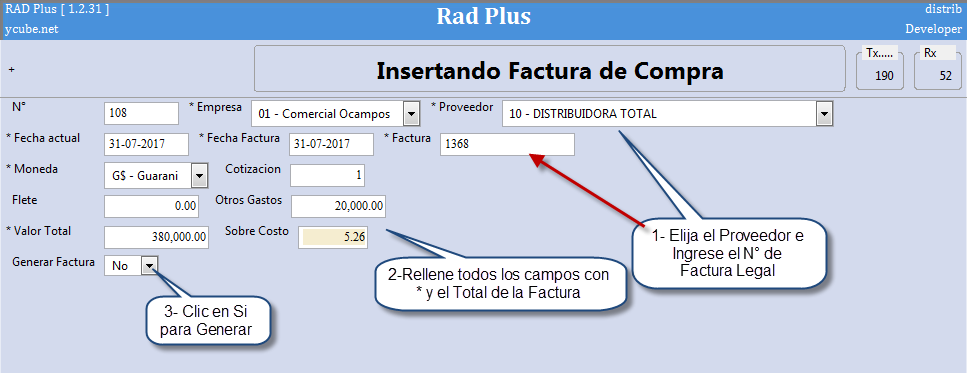 RAD Plus [ 1.2.31 ] Rad Plus distrib
ycube.net Developer
+ Insertando Factura de Compra Tx..... 190 Rx 52
N° 108 * Empresa 01 - Comercial Ocampos * Proveedor 10 - DISTRIBUIDORA TOTAL
* Fecha actual 31-07-2017 * Fecha Factura 31-07-2017 * Factura 1368
* Moneda G$ - Guarani Cotizacion 1
Flete 0.00 Otros Gastos 20,000.00
* Valor Total 380,000.00 Sobre Costo 5.26
Generar Factura No
1- Elija el Proveedor e
Ingrese el N° de
Factura Legal
2-Rellene todos los campos con
* y el Total de la Factura
3- Clic en Si
para Generar